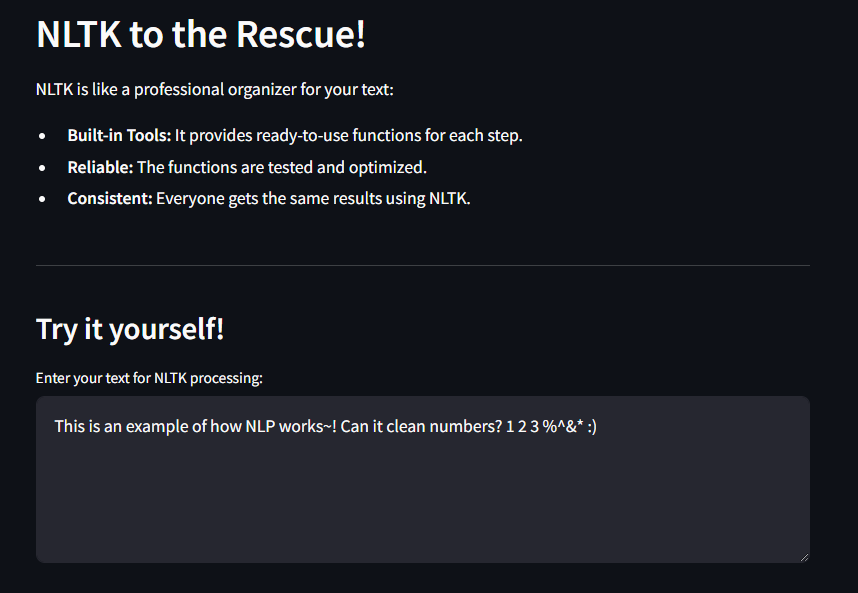 NLTK to the Rescue!
NLTK is like a professional organizer for your text:
• Built-in Tools: It provides ready-to-use functions for each step.
• Reliable: The functions are tested and optimized.
• Consistent: Everyone gets the same results using NLTK.
Try it yourself!
Enter your text for NLTK processing:
This is an example of how NLP works~! Can it clean numbers? 1 2 3 %^&* :)